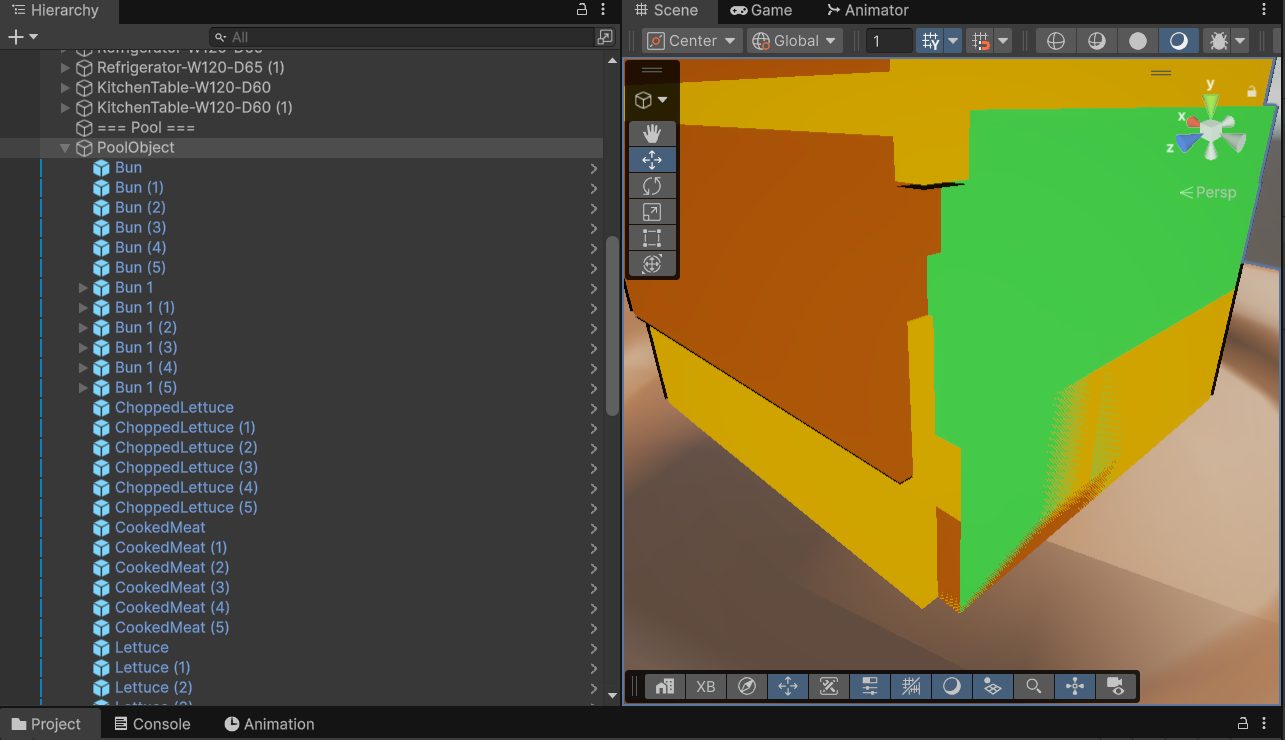 Hierarchy
All
Refrigerator-W120-D65
Refrigerator-W120-D65 (1)
KitchenTable-W120-D60
KitchenTable-W120-D60 (1)
=== Pool ===
PoolObject
Bun
Bun (1)
Bun (2)
Bun (3)
Bun (4)
Bun (5)
Bun 1
Bun 1 (1)
Bun 1 (2)
Bun 1 (3)
Bun 1 (4)
Bun 1 (5)
ChoppedLettuce
ChoppedLettuce (1)
ChoppedLettuce (2)
ChoppedLettuce (3)
ChoppedLettuce (4)
ChoppedLettuce (5)
CookedMeat
CookedMeat (1)
CookedMeat (2)
CookedMeat (3)
CookedMeat (4)
CookedMeat (5)
Lettuce
Lettuce (1)
Lettuce (2)
Scene Game Animator
Center Global 1
y
x
z
Persp
XB
Project Console Animation